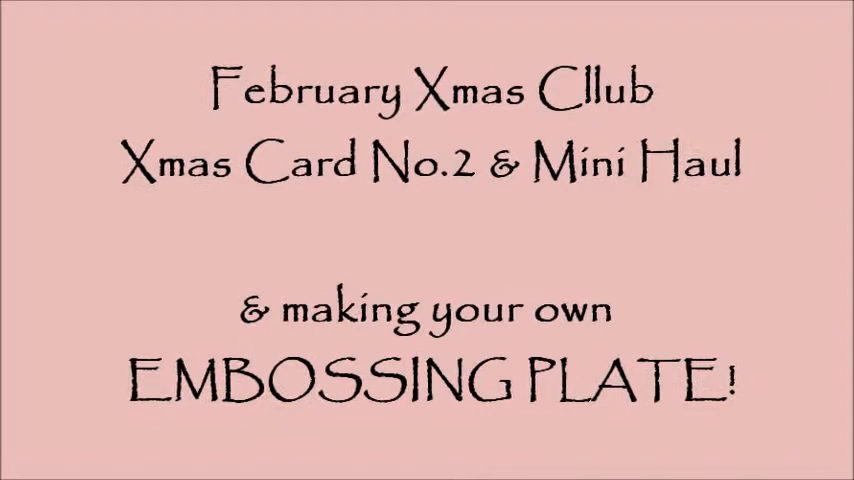 February Xmas Cllub
Xmas Card No.2 & Mini Haul
& making your own
EMBOSSING PLATE!